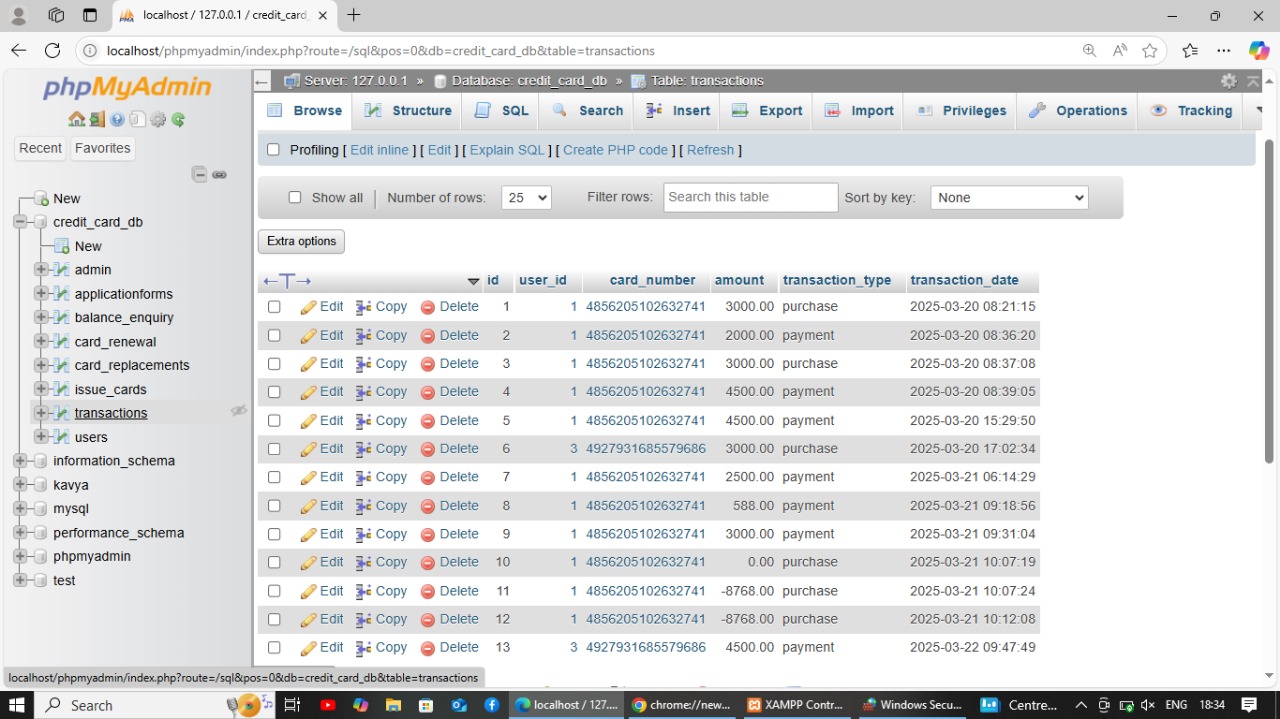 localhost / 127.0.0.1 / credit_card_
localhost/phpmyadmin/index.php?route=/sql&pos=0&db=credit_card_db&table=transactions
phpMyAdmin
Recent Favorites
New
credit_card_db
New
admin
applicationforms
balance_enquiry
card_renewal
card_replacements
issue_cards
transactions
users
information_schema
kavya
mysql
performance_schema
phpmyadmin
test
Server: 127.0.0.1 » Database: credit_card_db » Table: transactions
Browse Structure SQL Search Insert Export Import Privileges Operations Tracking
Profiling [ Edit inline ] [ Edit ] [ Explain SQL ] [ Create PHP code ] [ Refresh ]
Show all Number of rows: 25 Filter rows: Search this table Sort by key: None
Extra options
id user_id card_number amount transaction_type transaction_date
Edit Copy Delete 1 1 4856205102632741 3000.00 purchase 2025-03-20 08:21:15
Edit Copy Delete 2 1 4856205102632741 2000.00 payment 2025-03-20 08:36:20
Edit Copy Delete 3 1 4856205102632741 3000.00 purchase 2025-03-20 08:37:08
Edit Copy Delete 4 1 4856205102632741 4500.00 payment 2025-03-20 08:39:05
Edit Copy Delete 5 1 4856205102632741 4500.00 payment 2025-03-20 15:29:50
Edit Copy Delete 6 3 4927931685579686 3000.00 purchase 2025-03-20 17:02:34
Edit Copy Delete 7 1 4856205102632741 2500.00 payment 2025-03-21 06:14:29
Edit Copy Delete 8 1 4856205102632741 588.00 payment 2025-03-21 09:18:56
Edit Copy Delete 9 1 4856205102632741 3000.00 payment 2025-03-21 09:31:04
Edit Copy Delete 10 1 4856205102632741 0.00 purchase 2025-03-21 10:07:19
Edit Copy Delete 11 1 4856205102632741 -8768.00 purchase 2025-03-21 10:07:24
Edit Copy Delete 12 1 4856205102632741 -8768.00 purchase 2025-03-21 10:12:08
Edit Copy Delete 13 3 4927931685579686 4500.00 payment 2025-03-22 09:47:49
localhost/phpmyadmin/index.php?route=/sql&pos=0&db=credit_card_db&table=transactions
Search localhost / 127.... chrome://new... XAMPP Contr... Windows Secu... Centre... ENG 18:34